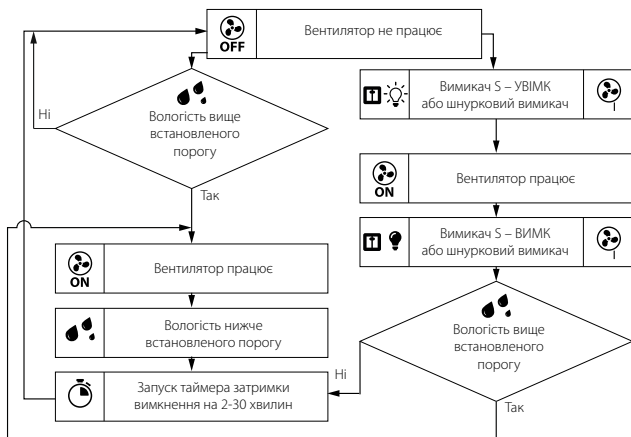 OFF
Вентилятор не працює
Ні
Вологість вище
встановленого
порогу
Так
ON
Вентилятор працює
Вологість нижче
встановленого порогу
Запуск таймера затримки
вимкнення на 2-30 хвилин
Вимикач S – УВІМК
або шнурковий вимикач
ON
Вентилятор працює
Вимикач S – ВИМК
або шнурковий вимикач
Вологість вище
встановленого
порогу
Ні
Так